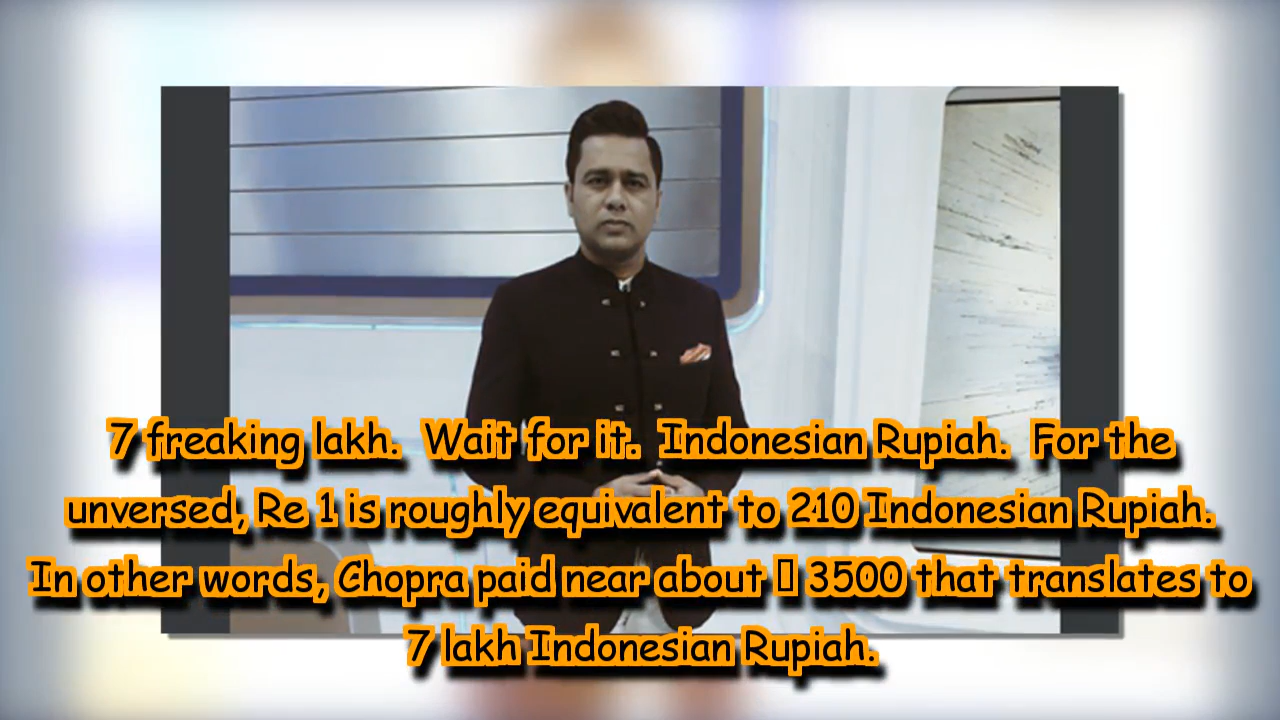 7 freaking lakh. Wait for it. Indonesian Rupiah. For the
unversed, Re 1 is roughly equivalent to 210 Indonesian Rupiah.
In other words, Chopra paid near about 3500 that translates to
7 lakh Indonesian Rupiah.